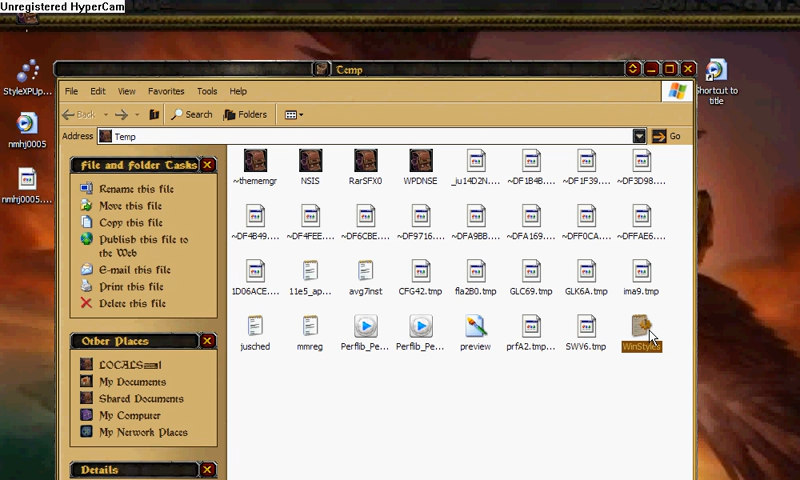 Unregistered HyperCam
Temp
File Edit View Favorites Tools Help
Back Search Folders
Address Temp Go
StyleXPUp...
nmhj0005
nmhj0005....
Shortcut to
title
File and Folder Tasks
Rename this file
Move this file
Copy this file
Publish this file to
the Web
E-mail this file
Print this file
Delete this file
Other Places
My Documents
Shared Documents
My Computer
My Network Places
Details
~thememgr NSIS RarSFX0 WPDNSE _iu14D2N.... ~DF1B4B.... ~DF1F39.... ~DF3D98....
~DF4B49.... ~DF4FEE.... ~DF6CBE.... ~DF9716.... ~DFA9BB.... ~DFA169.... ~DFF0CA.... ~DFFAE6....
1D06ACE.... 11e5_ap... avg7inst CFG42.tmp fla2B0.tmp GLC69.tmp GLK6A.tmp ima9.tmp
jusched mmreg Perflib_Pe... Perflib_Pe... preview prfA2.tmp... SWV6.tmp WinStyles